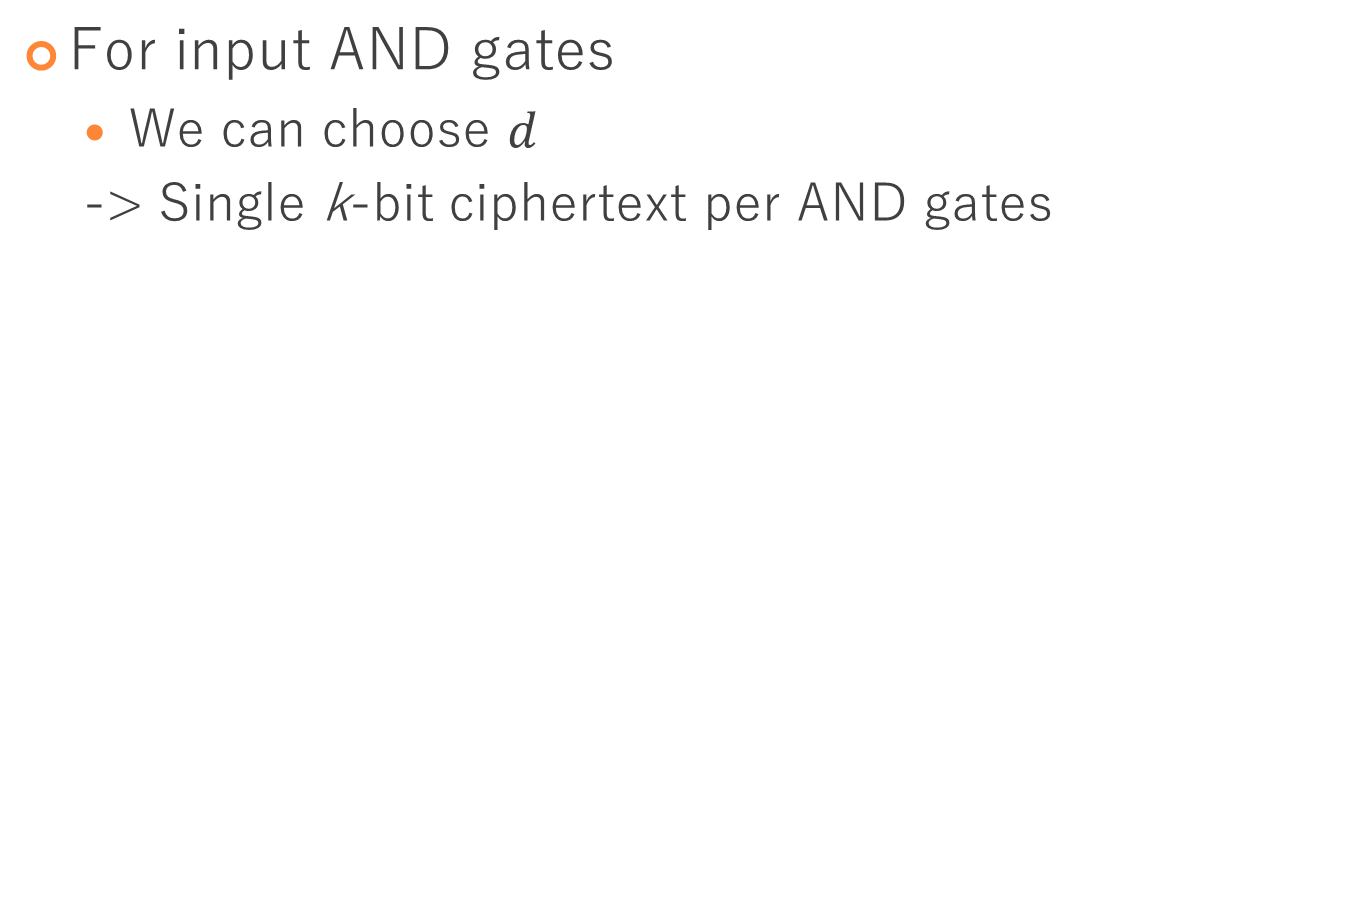 For input AND gates
• We can choose d
-> Single k-bit ciphertext per AND gates